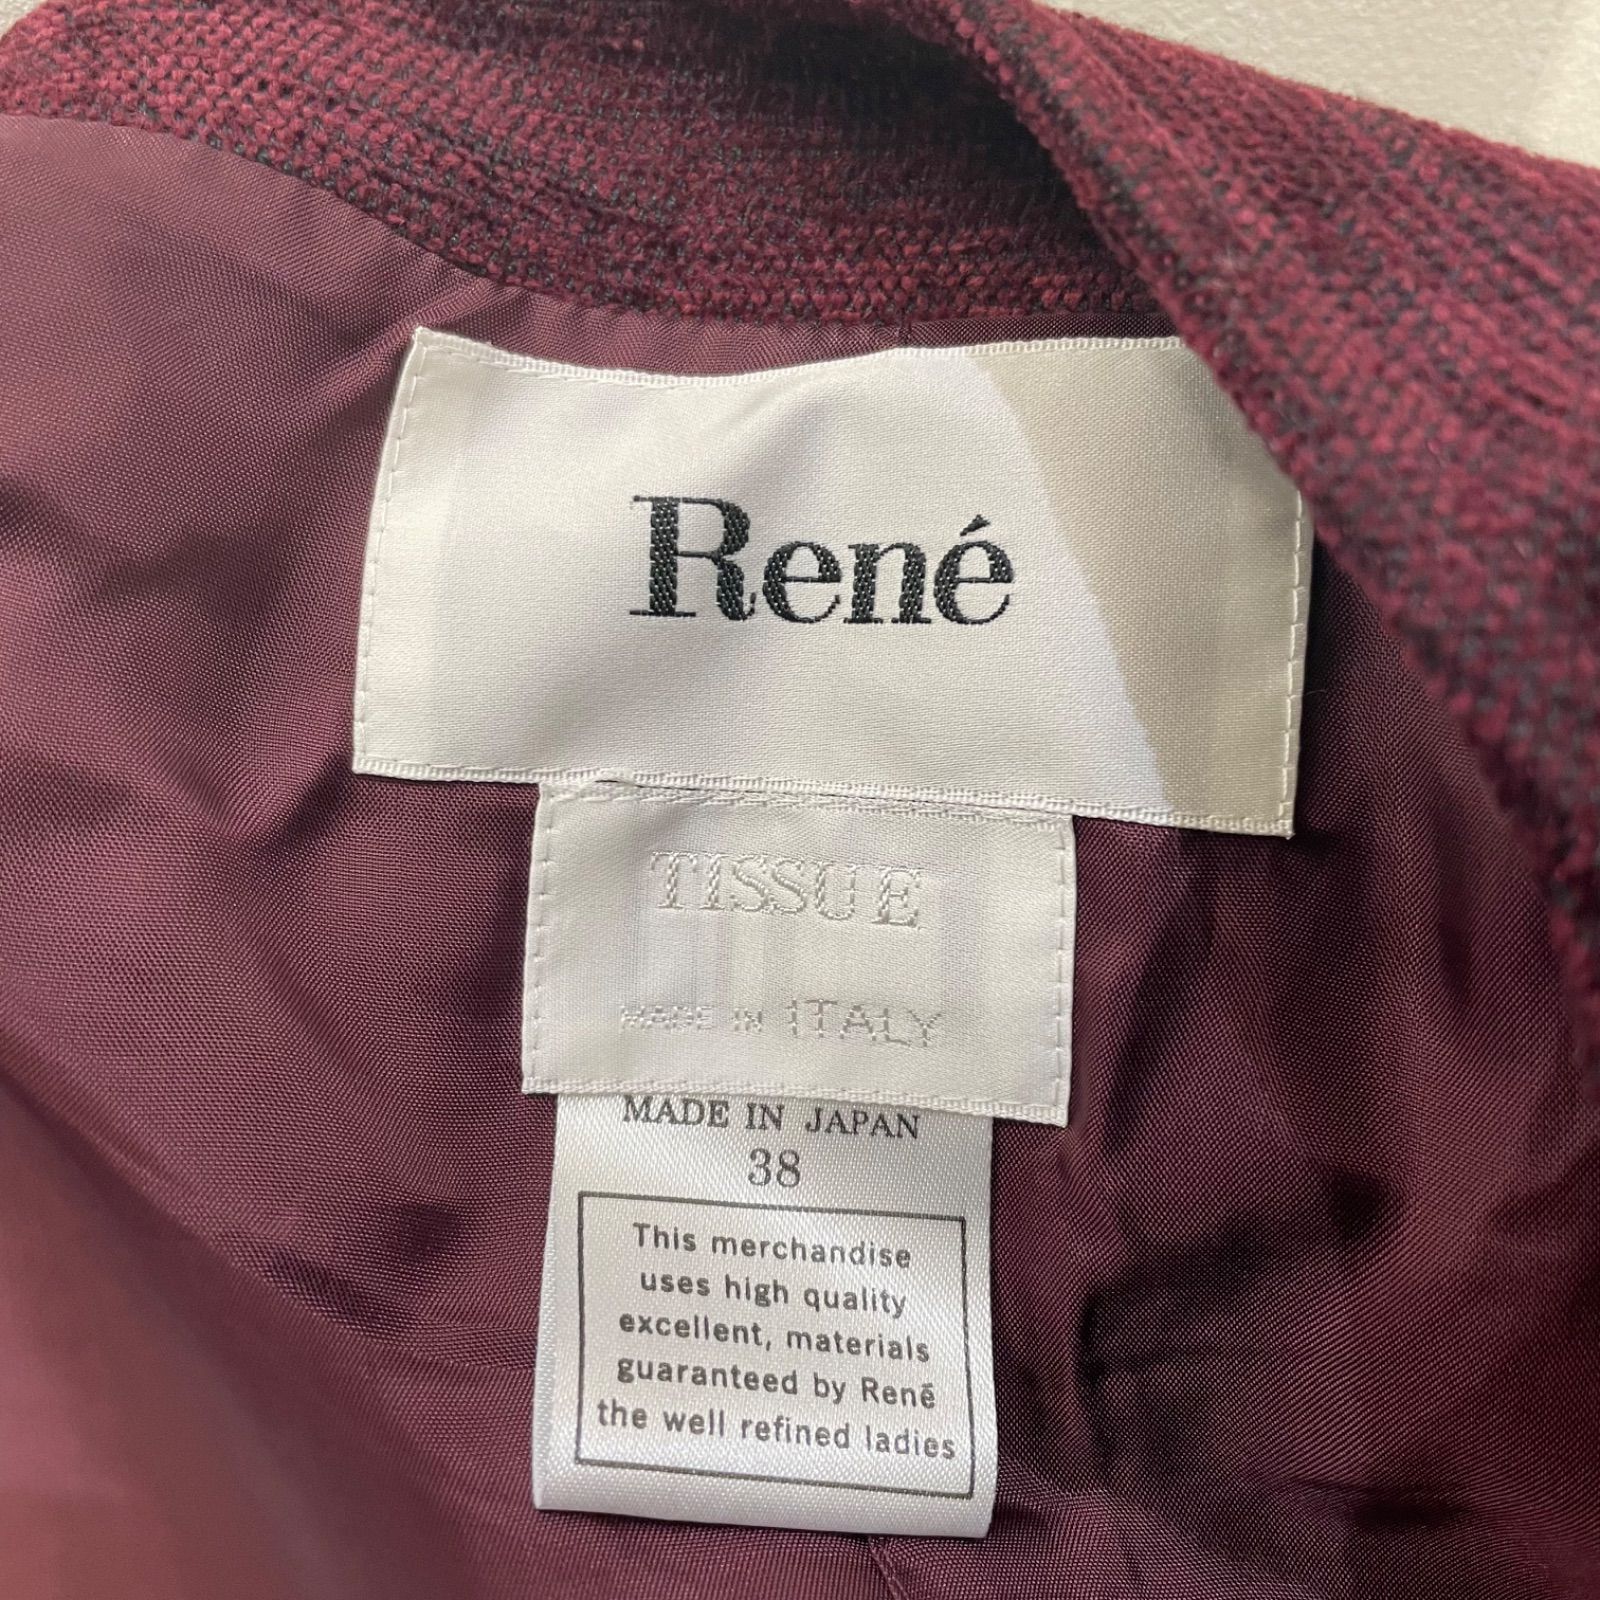 René
TISSUE
MADE IN ITALY
MADE IN JAPAN
38
This merchandise
uses high quality
excellent, materials
guaranteed by René
the well refined ladies